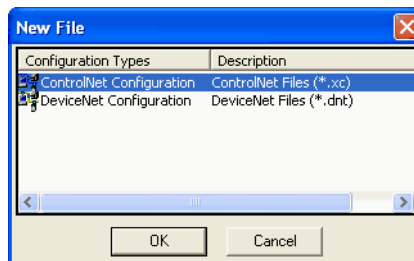 New File
Configuration Types Description
ControlNet Configuration ControlNet Files (*.xc)
DeviceNet Configuration DeviceNet Files (*.dnt)
OK Cancel